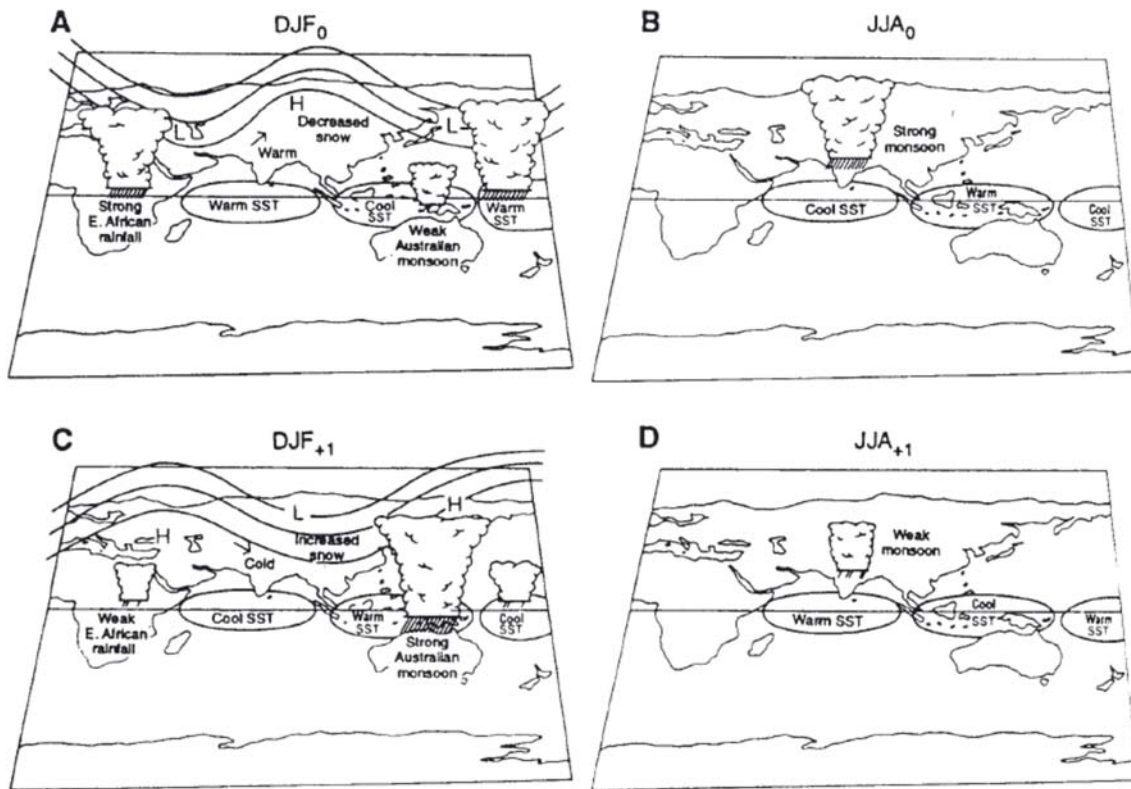 A
DJF0
H
Decreased
snow
L
L
Warm
Strong
E. African
rainfall
Warm SST
Cool
SST
Warm
SST
Weak
Australian
monsoon
B
JJA0
Strong
monsoon
Cool SST
Warm
SST
Cool
SST
C
DJF+1
L
H
H
Increased
snow
Cold
Weak
E. African
rainfall
Cool SST
Warm
SST
Cool
SST
Strong
Australian
monsoon
D
JJA+1
Weak
monsoon
Warm SST
Cool
SST
Warm
SST